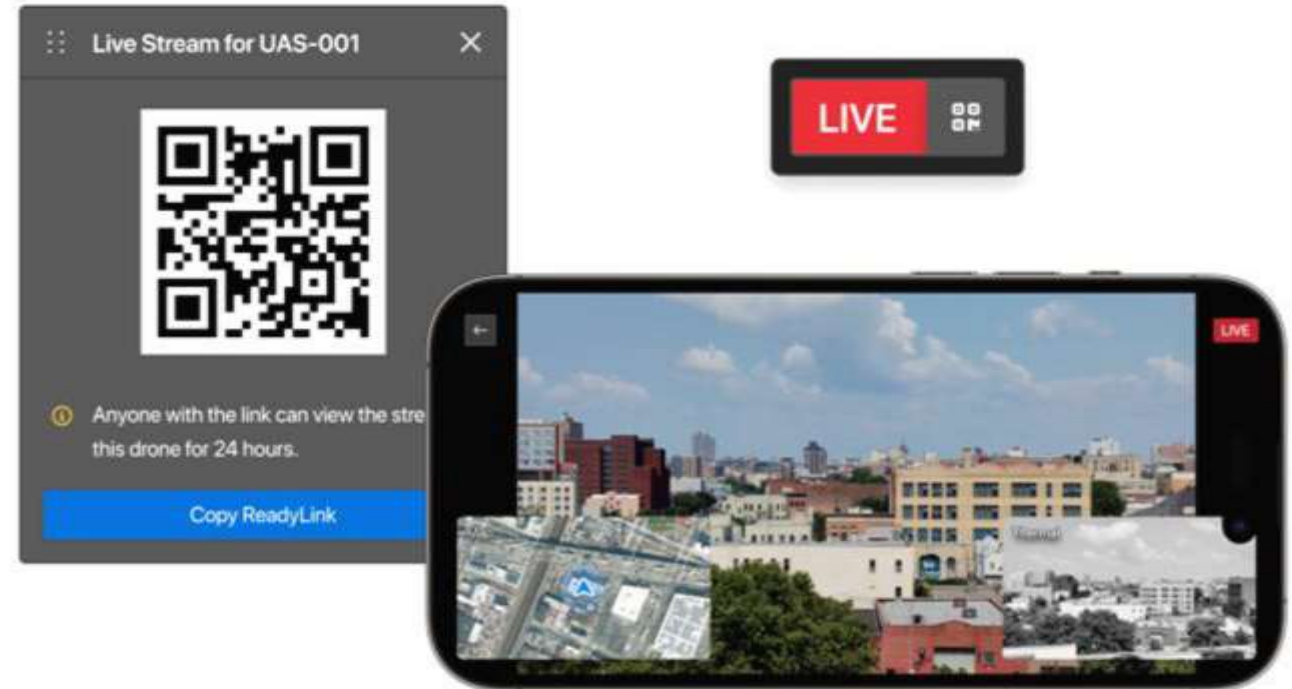 Live Stream for UAS-001
LIVE
LIVE
Anyone with the link can view the stre
this drone for 24 hours.
Copy ReadyLink
Thermal